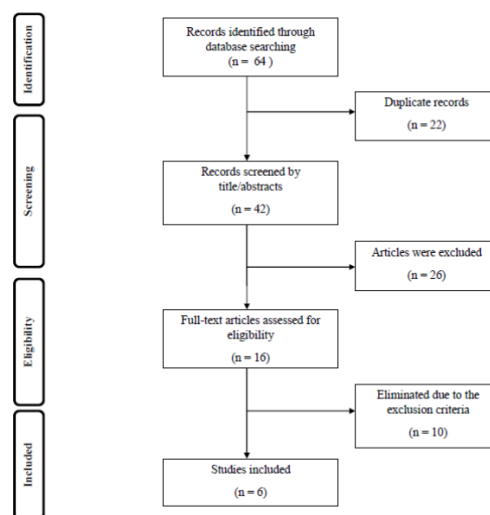 Identification
Records identified through
database searching
(n = 64 )
Duplicate records
(n = 22)
Screening
Records screened by
title/abstracts
(n = 42)
Articles were excluded
(n = 26)
Eligibility
Full-text articles assessed for
eligibility
(n = 16)
Eliminated due to the
exclusion criteria
(n = 10)
Included
Studies included
(n = 6)